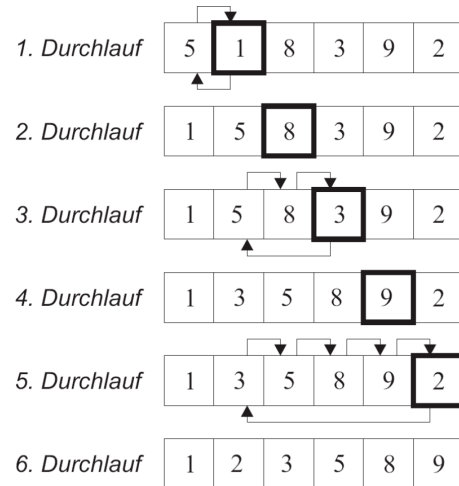 1. Durchlauf 5 1 8 3 9 2
2. Durchlauf 1 5 8 3 9 2
3. Durchlauf 1 5 8 3 9 2
4. Durchlauf 1 3 5 8 9 2
5. Durchlauf 1 3 5 8 9 2
6. Durchlauf 1 2 3 5 8 9